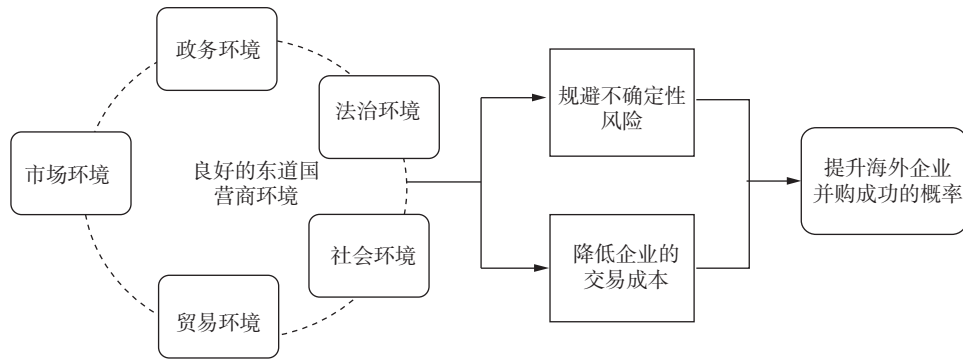 政务环境
法治环境
市场环境
良好的东道国
营商环境
社会环境
贸易环境
规避不确定性
风险
降低企业的
交易成本
提升海外企业
并购成功的概率